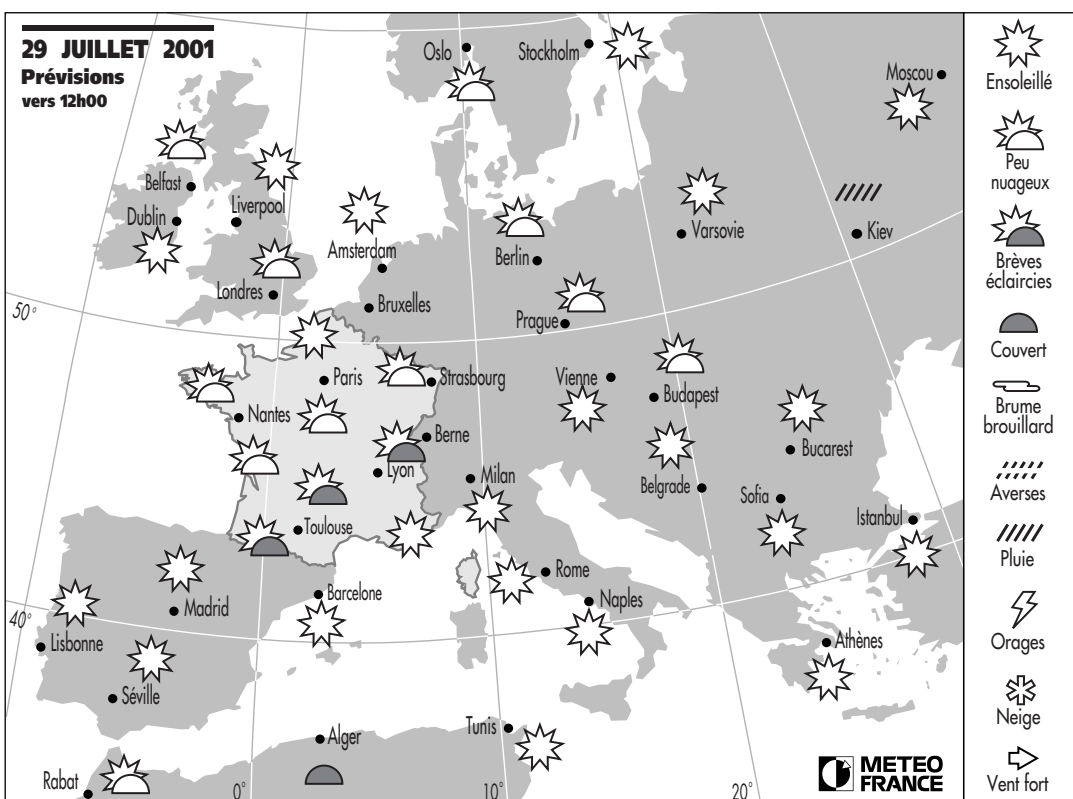 29 JUILLET 2001
Prévisions
vers 12h00
Oslo
Stockholm
Moscou
Belfast
Liverpool
Dublin
Amsterdam
Berlin
Varsovie
Kiev
Londres
Bruxelles
50°
Prague
Paris
Strasbourg
Vienne
Budapest
Nantes
Berne
Bucarest
Lyon
Milan
Belgrade
Sofia
Istanbul
Toulouse
Rome
Barcelone
Naples
Madrid
40°
Lisbonne
Athènes
Séville
Alger
Tunis
Rabat
0°
10°
20°
METEO
FRANCE
Ensoleillé
Peu
nuageux
Brèves
éclaircies
Couvert
Brume
brouillard
Averses
Pluie
Orages
Neige
Vent fort